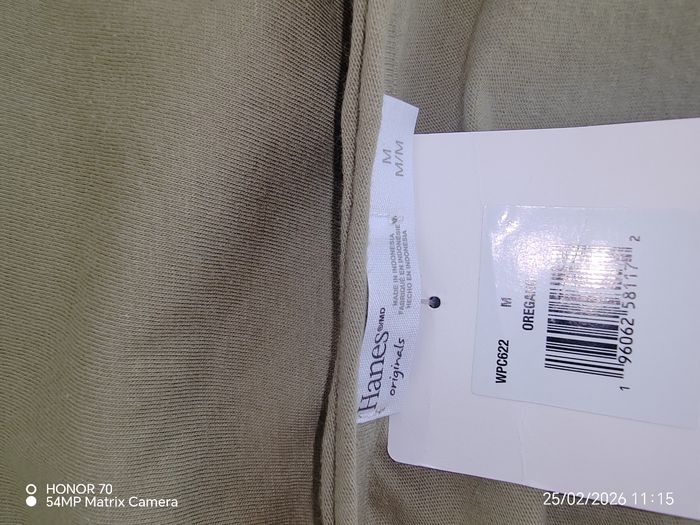 Hanes®/MD
originals
M
M/M
MADE IN INDONESIA
FABRIQUÉ EN INDONÉSIE
HECHO EN INDONESIA
WPC622 M
1 96062 58117 2
HONOR 70
54MP Matrix Camera
25/02/2026 11:15